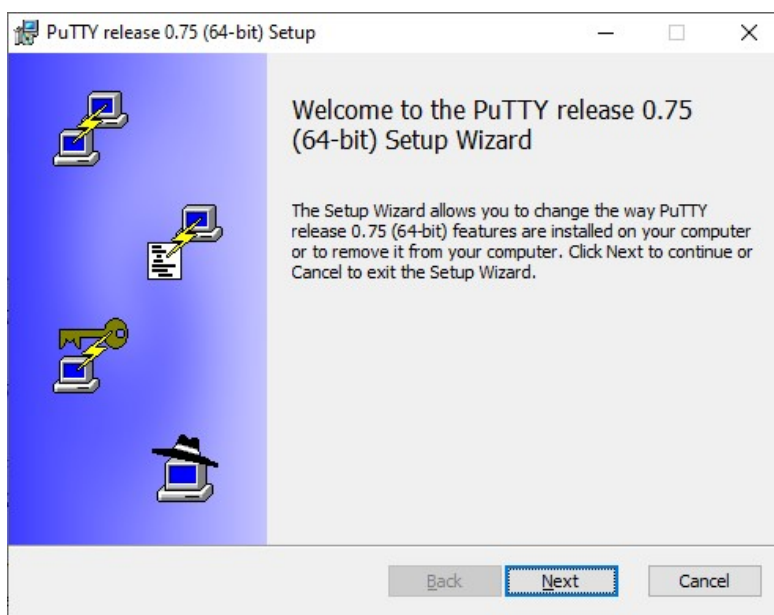 PuTTY release 0.75 (64-bit) Setup
Welcome to the PuTTY release 0.75
(64-bit) Setup Wizard
The Setup Wizard allows you to change the way PuTTY
release 0.75 (64-bit) features are installed on your computer
or to remove it from your computer. Click Next to continue or
Cancel to exit the Setup Wizard.
Back
Next
Cancel